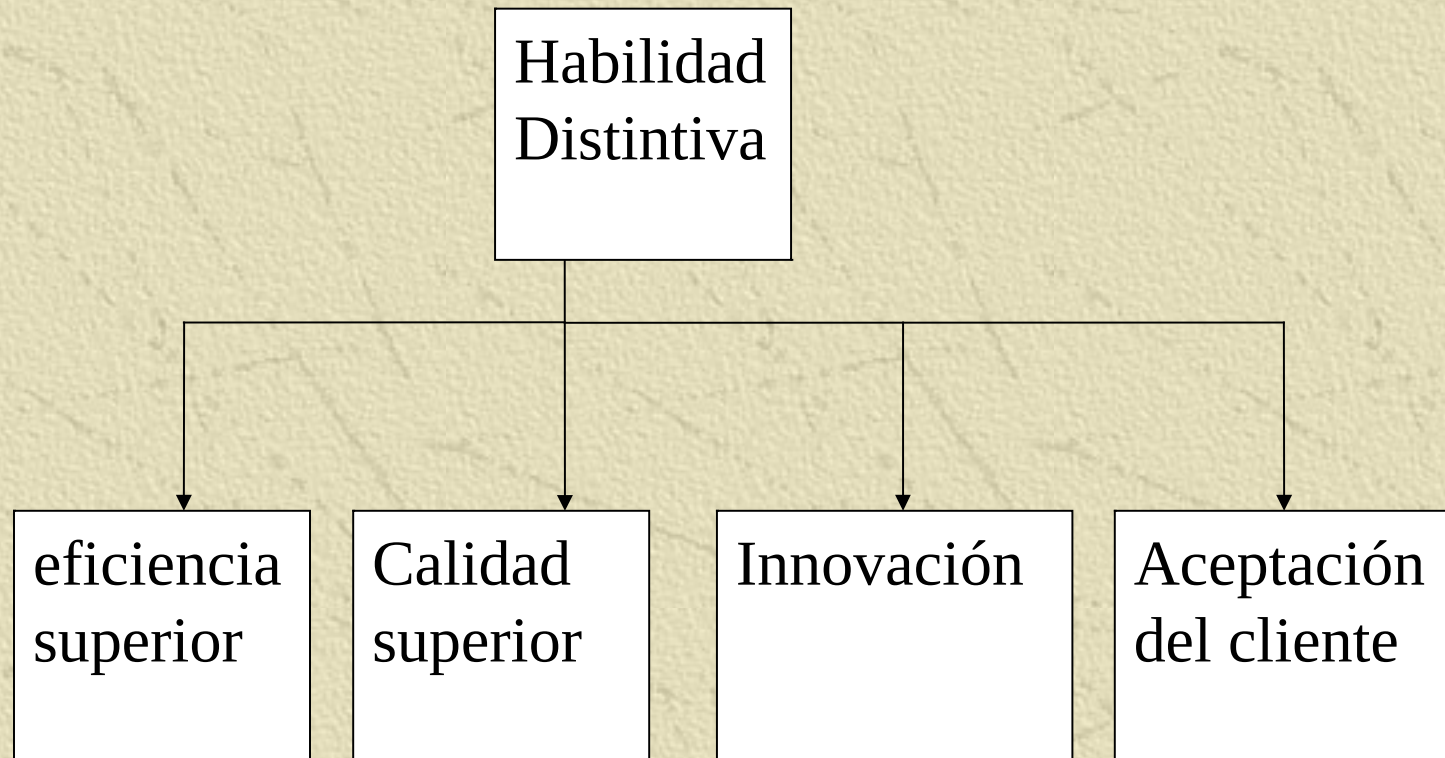 Habilidad
Distintiva
eficiencia
superior
Calidad
superior
Innovación
Aceptación
del cliente